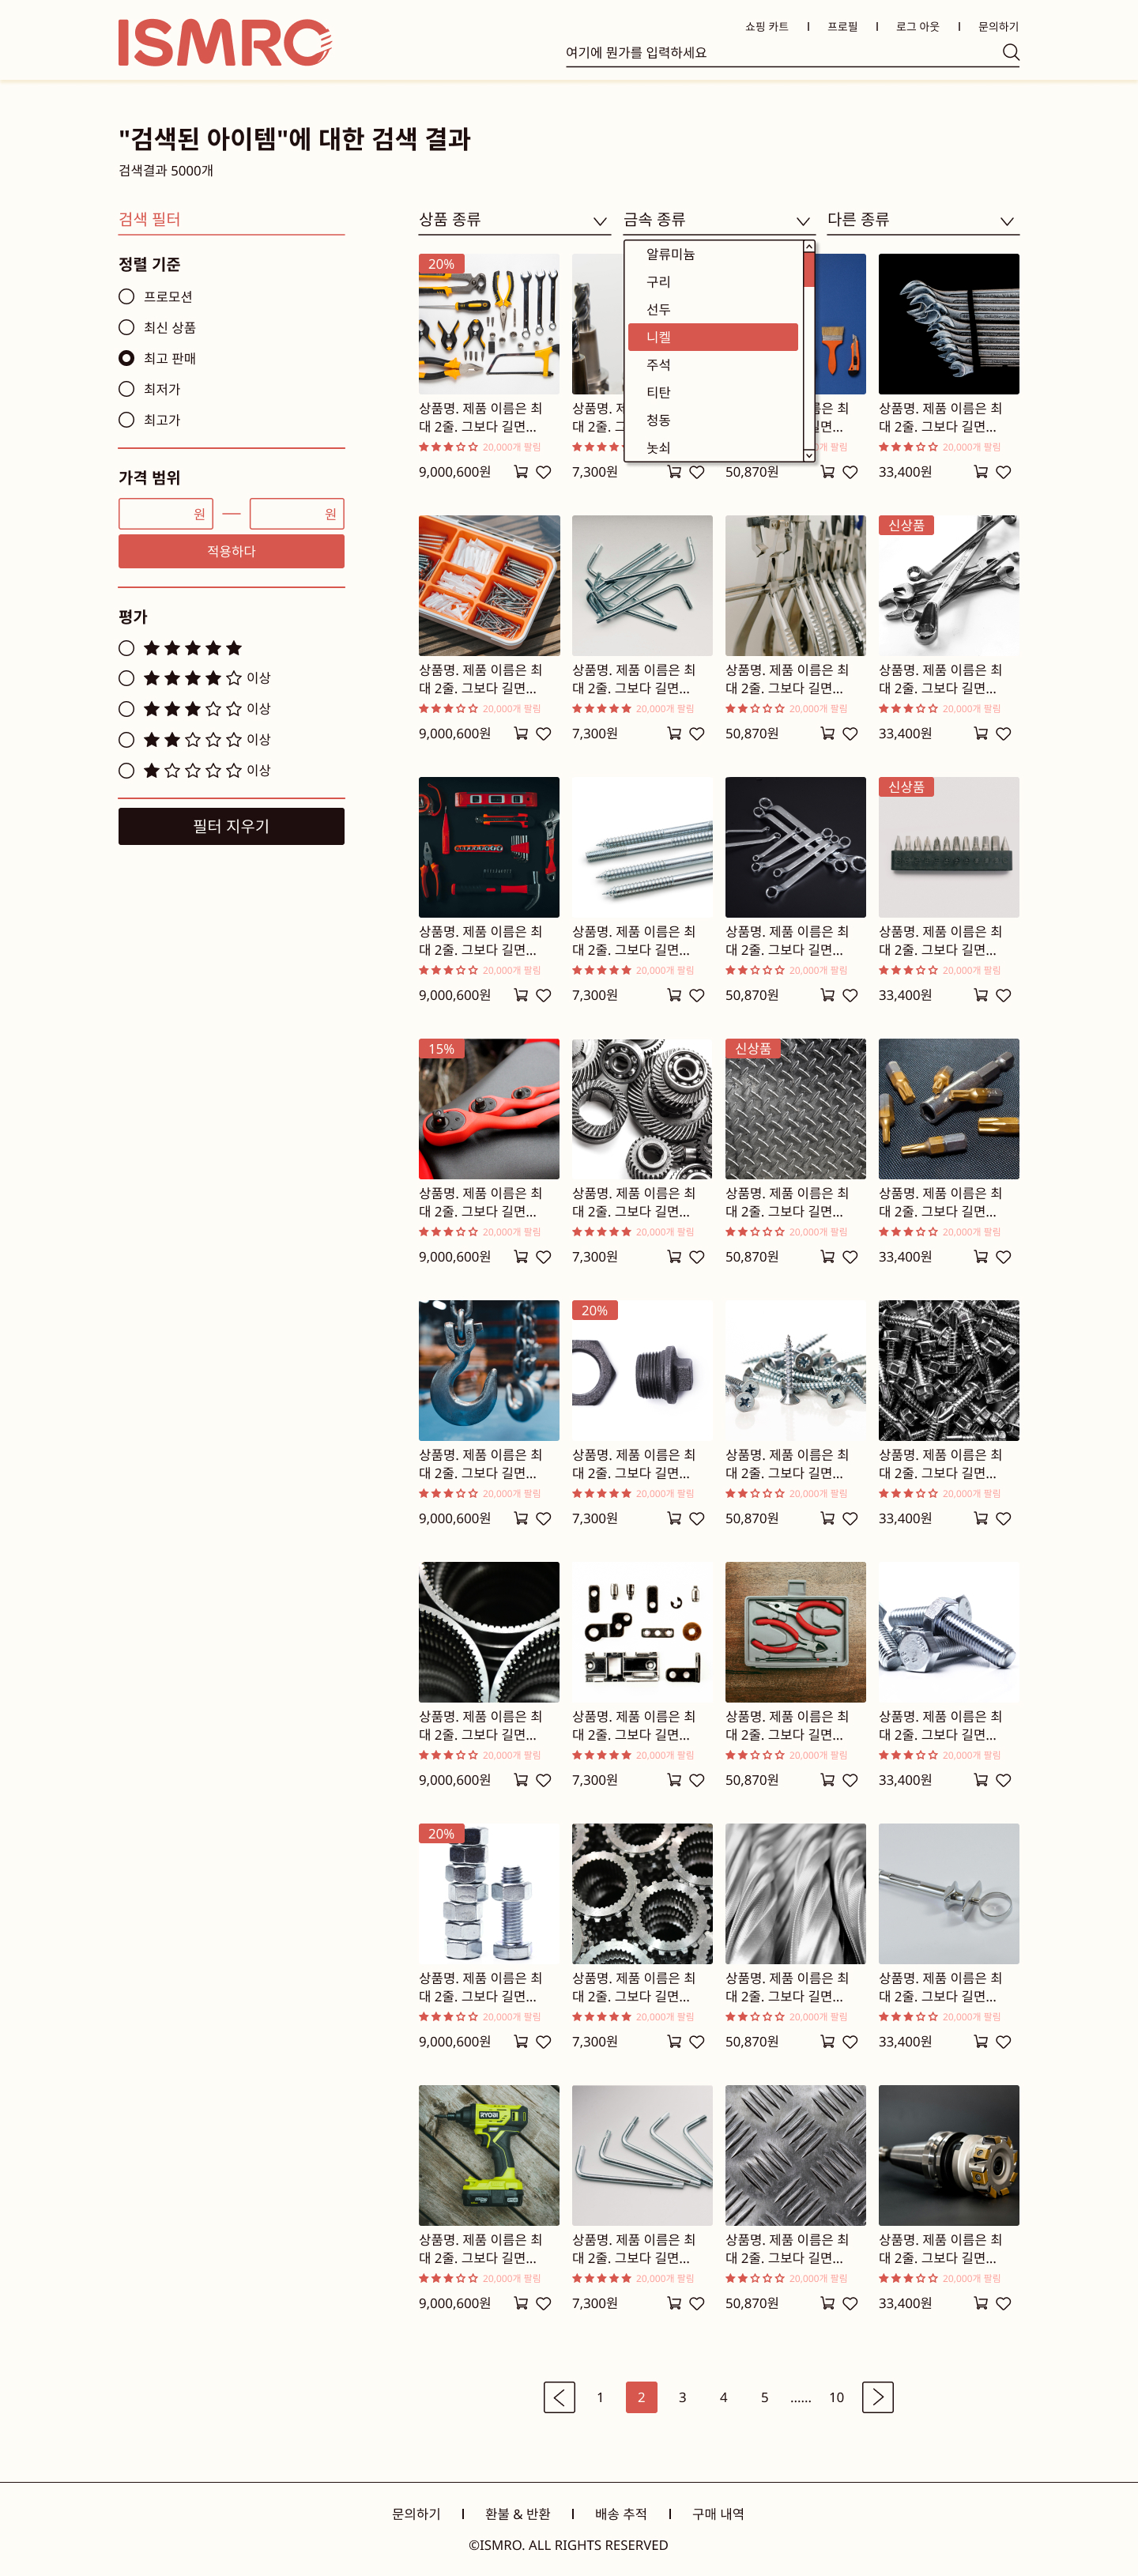 ISMRO
쇼핑 카트 | 프로필 | 로그 아웃 | 문의하기
여기에 뭔가를 입력하세요
"검색된 아이템"에 대한 검색 결과
검색결과 5000개
검색 필터
정렬 기준
프로모션
최신 상품
최고 판매
최저가
최고가
가격 범위
원 — 원
적용하다
평가
이상
이상
이상
이상
필터 지우기
상품 종류 금속 종류 다른 종류
알류미늄
구리
선두
니켈
주석
티탄
청동
놋쇠
20%
상품명. 제품 이름은 최
대 2줄. 그보다 길면...
20,000개 팔림
9,000,600원
상품명.
대 2줄.
7,300원
은 최
50,870원
상품명. 제품 이름은 최
대 2줄. 그보다 길면...
20,000개 팔림
33,400원
상품명. 제품 이름은 최
대 2줄. 그보다 길면...
20,000개 팔림
9,000,600원
상품명. 제품 이름은 최
대 2줄. 그보다 길면...
20,000개 팔림
7,300원
상품명. 제품 이름은 최
대 2줄. 그보다 길면...
20,000개 팔림
50,870원
신상품
상품명. 제품 이름은 최
대 2줄. 그보다 길면...
20,000개 팔림
33,400원
상품명. 제품 이름은 최
대 2줄. 그보다 길면...
20,000개 팔림
9,000,600원
상품명. 제품 이름은 최
대 2줄. 그보다 길면...
20,000개 팔림
7,300원
상품명. 제품 이름은 최
대 2줄. 그보다 길면...
20,000개 팔림
50,870원
신상품
상품명. 제품 이름은 최
대 2줄. 그보다 길면...
20,000개 팔림
33,400원
15%
상품명. 제품 이름은 최
대 2줄. 그보다 길면...
20,000개 팔림
9,000,600원
상품명. 제품 이름은 최
대 2줄. 그보다 길면...
20,000개 팔림
7,300원
신상품
상품명. 제품 이름은 최
대 2줄. 그보다 길면...
20,000개 팔림
50,870원
상품명. 제품 이름은 최
대 2줄. 그보다 길면...
20,000개 팔림
33,400원
상품명. 제품 이름은 최
대 2줄. 그보다 길면...
20,000개 팔림
9,000,600원
20%
상품명. 제품 이름은 최
대 2줄. 그보다 길면...
20,000개 팔림
7,300원
상품명. 제품 이름은 최
대 2줄. 그보다 길면...
20,000개 팔림
50,870원
상품명. 제품 이름은 최
대 2줄. 그보다 길면...
20,000개 팔림
33,400원
상품명. 제품 이름은 최
대 2줄. 그보다 길면...
20,000개 팔림
9,000,600원
상품명. 제품 이름은 최
대 2줄. 그보다 길면...
20,000개 팔림
7,300원
상품명. 제품 이름은 최
대 2줄. 그보다 길면...
20,000개 팔림
50,870원
상품명. 제품 이름은 최
대 2줄. 그보다 길면...
20,000개 팔림
33,400원
20%
상품명. 제품 이름은 최
대 2줄. 그보다 길면...
20,000개 팔림
9,000,600원
상품명. 제품 이름은 최
대 2줄. 그보다 길면...
20,000개 팔림
7,300원
상품명. 제품 이름은 최
대 2줄. 그보다 길면...
20,000개 팔림
50,870원
상품명. 제품 이름은 최
대 2줄. 그보다 길면...
20,000개 팔림
33,400원
RYOBI
상품명. 제품 이름은 최
대 2줄. 그보다 길면...
20,000개 팔림
9,000,600원
상품명. 제품 이름은 최
대 2줄. 그보다 길면...
20,000개 팔림
7,300원
상품명. 제품 이름은 최
대 2줄. 그보다 길면...
20,000개 팔림
50,870원
상품명. 제품 이름은 최
대 2줄. 그보다 길면...
20,000개 팔림
33,400원
1 2 3 4 5 ...... 10
문의하기 | 환불 & 반환 | 배송 추적 | 구매 내역
©ISMRO. ALL RIGHTS RESERVED